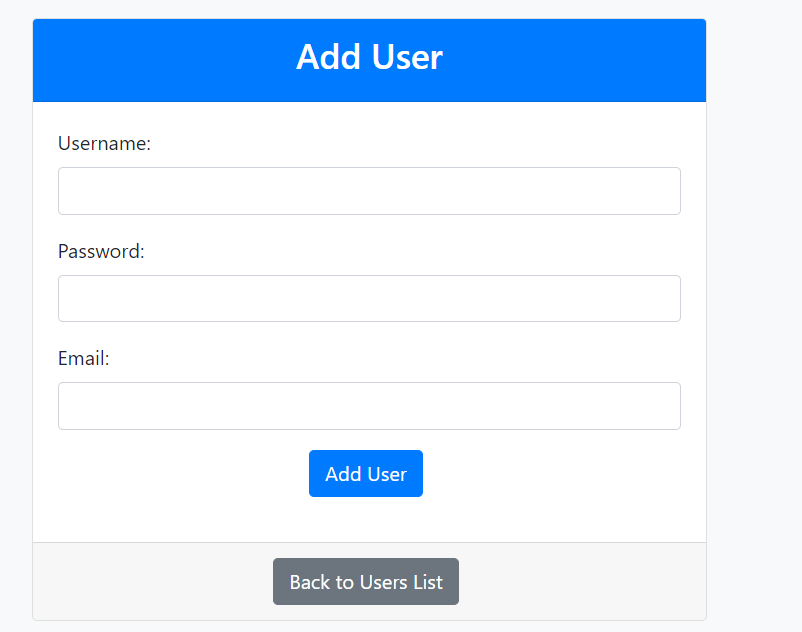 Add User
Username:
Password:
Email:
Add User
Back to Users List